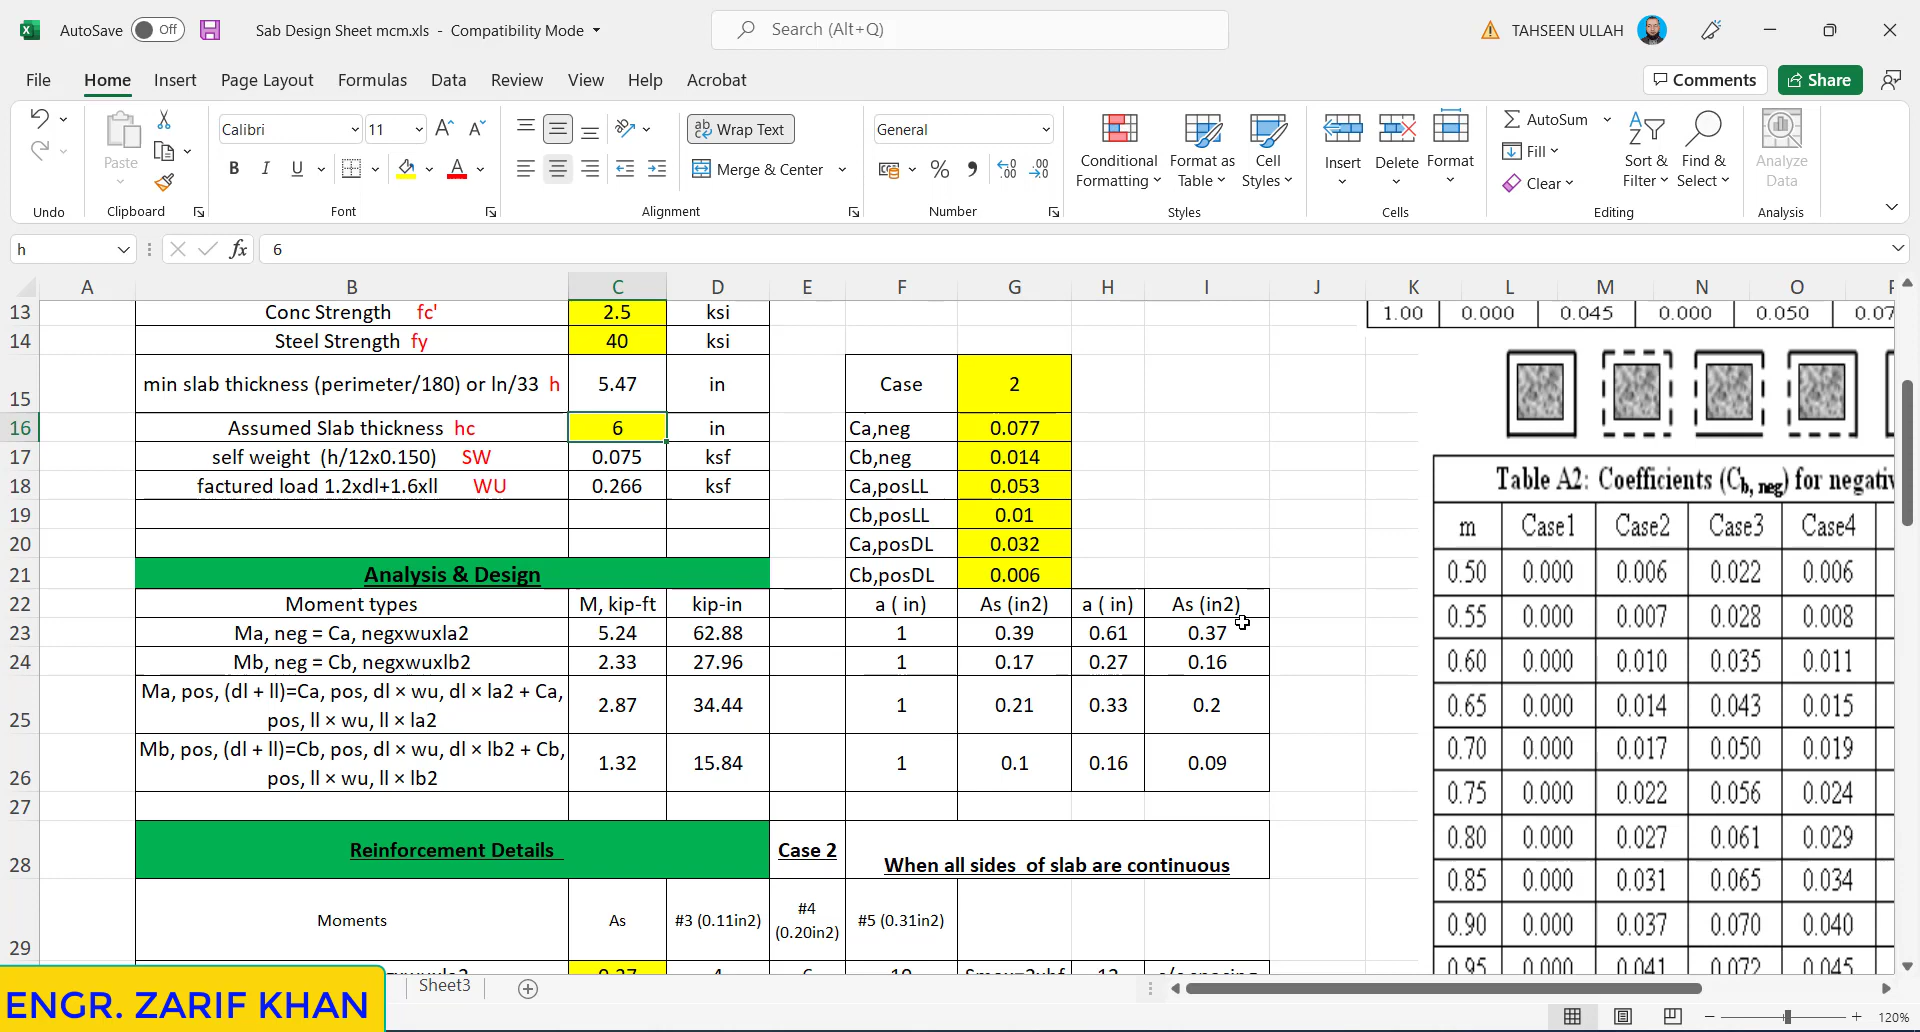 AutoSave Off Sab Design Sheet mcm.xls - Compatibility Mode Search (Alt+Q) TAHSEEN ULLAH
File Home Insert Page Layout Formulas Data Review View Help Acrobat Comments Share
Paste Calibri 11 Wrap Text General Conditional Formatting Format as Table Cell Styles Insert Delete Format AutoSum Sort & Filter Find & Select Analyze Data
B I U Merge & Center Fill
Clear
Undo Clipboard Font Alignment Number Styles Cells Editing Analysis
h fx 6
A B C D E F G H I J K L M N O
13 Conc Strength fc' 2.5 ksi
14 Steel Strength fy 40 ksi
15 min slab thickness (perimeter/180) or ln/33 h 5.47 in Case 2
16 Assumed Slab thickness hc 6 in Ca,neg 0.077
17 self weight (h/12x0.150) SW 0.075 ksf Cb,neg 0.014
18 factured load 1.2xdl+1.6xll WU 0.266 ksf Ca,posLL 0.053
19 Cb,posLL 0.01
20 Ca,posDL 0.032
21 Analysis & Design Cb,posDL 0.006
22 Moment types M, kip-ft kip-in a ( in) As (in2) a ( in) As (in2)
23 Ma, neg = Ca, negxwuxla2 5.24 62.88 1 0.39 0.61 0.37
24 Mb, neg = Cb, negxwuxlb2 2.33 27.96 1 0.17 0.27 0.16
25 Ma, pos, (dl + ll)=Ca, pos, dl × wu, dl × la2 + Ca, pos, ll × wu, ll × la2 2.87 34.44 1 0.21 0.33 0.2
26 Mb, pos, (dl + ll)=Cb, pos, dl × wu, dl × lb2 + Cb, pos, ll × wu, ll × lb2 1.32 15.84 1 0.1 0.16 0.09
27
28 Reinforcement Details Case 2 When all sides of slab are continuous
29 Moments As #3 (0.11in2) #4 (0.20in2) #5 (0.31in2)
1.00 0.000 0.045 0.000 0.050
Table A2: Coefficients (Cb, neg) for
m Case1 Case2 Case3 Case4
0.50 0.000 0.006 0.022 0.006
0.55 0.000 0.007 0.028 0.008
0.60 0.000 0.010 0.035 0.011
0.65 0.000 0.014 0.043 0.015
0.70 0.000 0.017 0.050 0.019
0.75 0.000 0.022 0.056 0.024
0.80 0.000 0.027 0.061 0.029
0.85 0.000 0.031 0.065 0.034
0.90 0.000 0.037 0.070 0.040
0.95 0.000 0.041 0.072 0.045
ENGR. ZARIF KHAN
Sheet3
120%